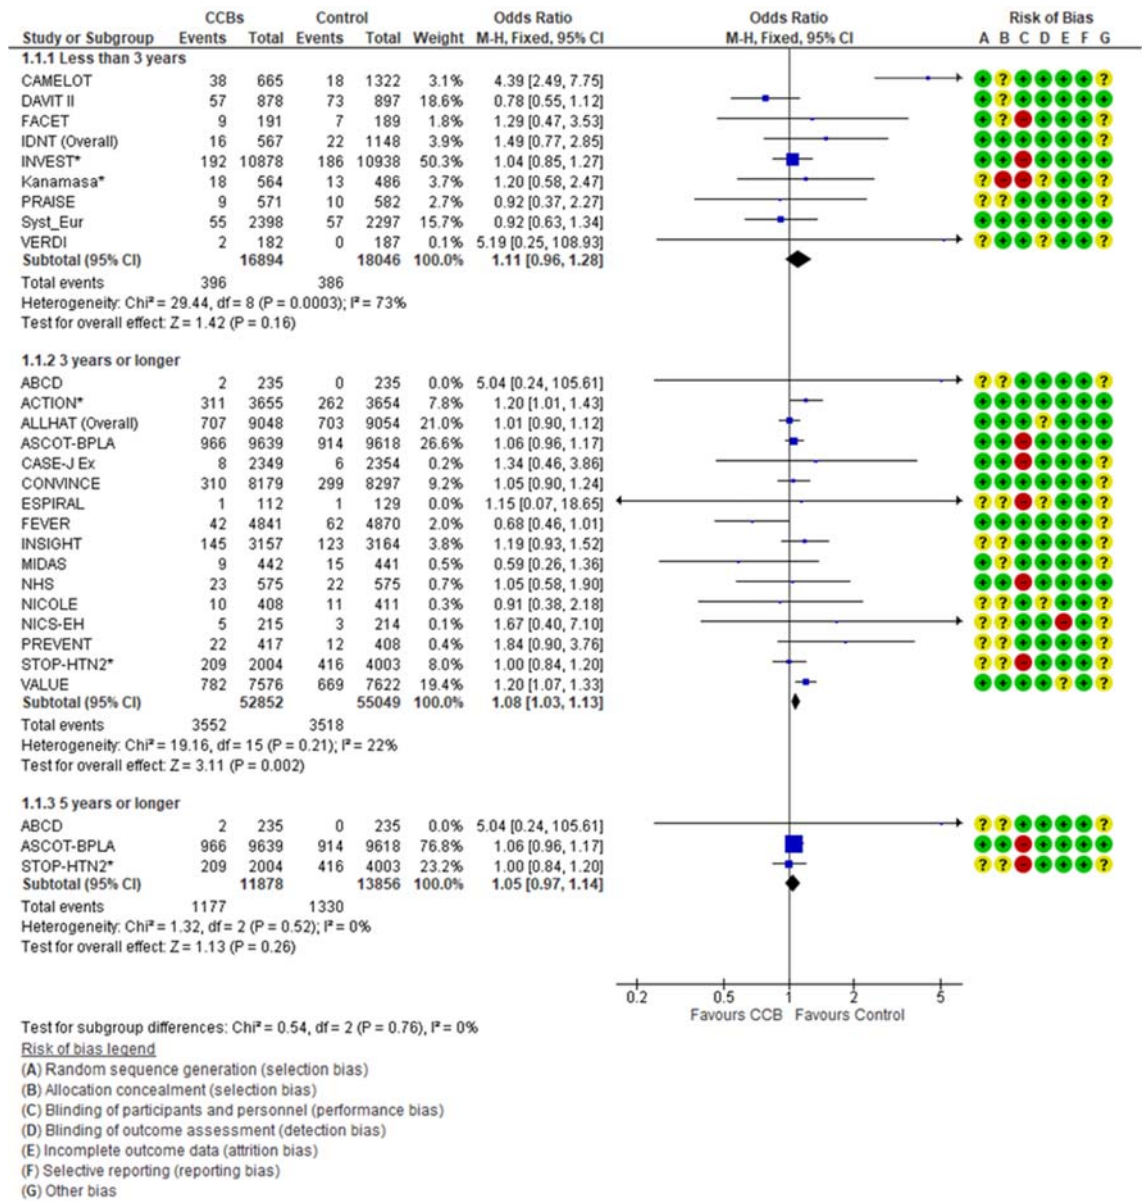 CCBs Control Odds Ratio Odds Ratio Risk of Bias
Study or Subgroup Events Total Events Total Weight M-H, Fixed, 95% CI M-H, Fixed, 95% CI A B C D E F G
1.1.1 Less than 3 years
CAMELOT 38 665 18 1322 3.1% 4.39 [2.49, 7.75] + ? + + + + ?
DAVIT II 57 878 73 897 18.6% 0.78 [0.55, 1.12] + ? + + + + +
FACET 9 191 7 189 1.8% 1.29 [0.47, 3.53] + ? - + + + ?
IDNT (Overall) 16 567 22 1148 3.9% 1.49 [0.77, 2.85] + + + + + + ?
INVEST* 192 10878 186 10938 50.3% 1.04 [0.85, 1.27] + + - + + + +
Kanamasa* 18 564 13 486 3.7% 1.20 [0.58, 2.47] ? - - ? + + ?
PRAISE 9 571 10 582 2.7% 0.92 [0.37, 2.27] ? ? + + + + ?
Syst_Eur 55 2398 57 2297 15.7% 0.92 [0.63, 1.34] + + + + + + +
VERDI 2 182 0 187 0.1% 5.19 [0.25, 108.93] ? + + ? + + ?
Subtotal (95% CI) 16894 18046 100.0% 1.11 [0.96, 1.28]
Total events 396 386
Heterogeneity: Chi² = 29.44, df = 8 (P = 0.0003); I² = 73%
Test for overall effect: Z = 1.42 (P = 0.16)
1.1.2 3 years or longer
ABCD 2 235 0 235 0.0% 5.04 [0.24, 105.61] ? ? + + + + ?
ACTION* 311 3655 262 3654 7.8% 1.20 [1.01, 1.43] + + + + + + +
ALLHAT (Overall) 707 9048 703 9054 21.0% 1.01 [0.90, 1.12] + + + ? + + +
ASCOT-BPLA 966 9639 914 9618 26.6% 1.06 [0.96, 1.17] + + - + + + +
CASE-J Ex 8 2349 6 2354 0.2% 1.34 [0.46, 3.86] + + - + + + ?
CONVINCE 310 8179 299 8297 9.2% 1.05 [0.90, 1.24] + + + + + + ?
ESPIRAL 1 112 1 129 0.0% 1.15 [0.07, 18.65] ? ? - ? + + ?
FEVER 42 4841 62 4870 2.0% 0.68 [0.46, 1.01] + + + + + + ?
INSIGHT 145 3157 123 3164 3.8% 1.19 [0.93, 1.52] ? ? + + + + ?
MIDAS 9 442 15 441 0.5% 0.59 [0.26, 1.36] + ? + + + + ?
NHS 23 575 22 575 0.7% 1.05 [0.58, 1.90] + + - + + + +
NICOLE 10 408 11 411 0.3% 0.91 [0.38, 2.18] ? ? + ? + + ?
NICS-EH 5 215 3 214 0.1% 1.67 [0.40, 7.10] ? ? + + - + ?
PREVENT 22 417 12 408 0.4% 1.84 [0.90, 3.76] ? ? + + + + ?
STOP-HTN2* 209 2004 416 4003 8.0% 1.00 [0.84, 1.20] ? ? - + + + ?
VALUE 782 7576 669 7622 19.4% 1.20 [1.07, 1.33] + + + + ? + ?
Subtotal (95% CI) 52852 55049 100.0% 1.08 [1.03, 1.13]
Total events 3552 3518
Heterogeneity: Chi² = 19.16, df = 15 (P = 0.21); I² = 22%
Test for overall effect: Z = 3.11 (P = 0.002)
1.1.3 5 years or longer
ABCD 2 235 0 235 0.0% 5.04 [0.24, 105.61] ? ? + + + + ?
ASCOT-BPLA 966 9639 914 9618 76.8% 1.06 [0.96, 1.17] + + - + + + +
STOP-HTN2* 209 2004 416 4003 23.2% 1.00 [0.84, 1.20] ? ? - + + + ?
Subtotal (95% CI) 11878 13856 100.0% 1.05 [0.97, 1.14]
Total events 1177 1330
Heterogeneity: Chi² = 1.32, df = 2 (P = 0.52); I² = 0%
Test for overall effect: Z = 1.13 (P = 0.26)
0.2 0.5 1 2 5
Favours CCB Favours Control
Test for subgroup differences: Chi² = 0.54, df = 2 (P = 0.76), I² = 0%
Risk of bias legend
(A) Random sequence generation (selection bias)
(B) Allocation concealment (selection bias)
(C) Blinding of participants and personnel (performance bias)
(D) Blinding of outcome assessment (detection bias)
(E) Incomplete outcome data (attrition bias)
(F) Selective reporting (reporting bias)
(G) Other bias